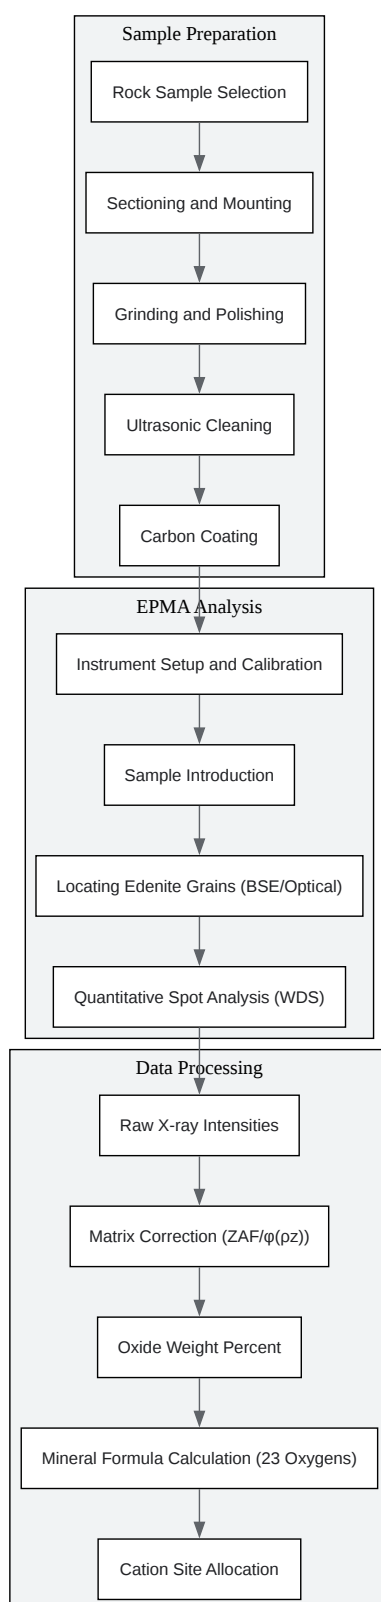 Sample Preparation
Rock Sample Selection
Sectioning and Mounting
Grinding and Polishing
Ultrasonic Cleaning
Carbon Coating
EPMA Analysis
Instrument Setup and Calibration
Sample Introduction
Locating Edenite Grains (BSE/Optical)
Quantitative Spot Analysis (WDS)
Data Processing
Raw X-ray Intensities
Matrix Correction (ZAF/φ(ρz))
Oxide Weight Percent
Mineral Formula Calculation (23 Oxygens)
Cation Site Allocation